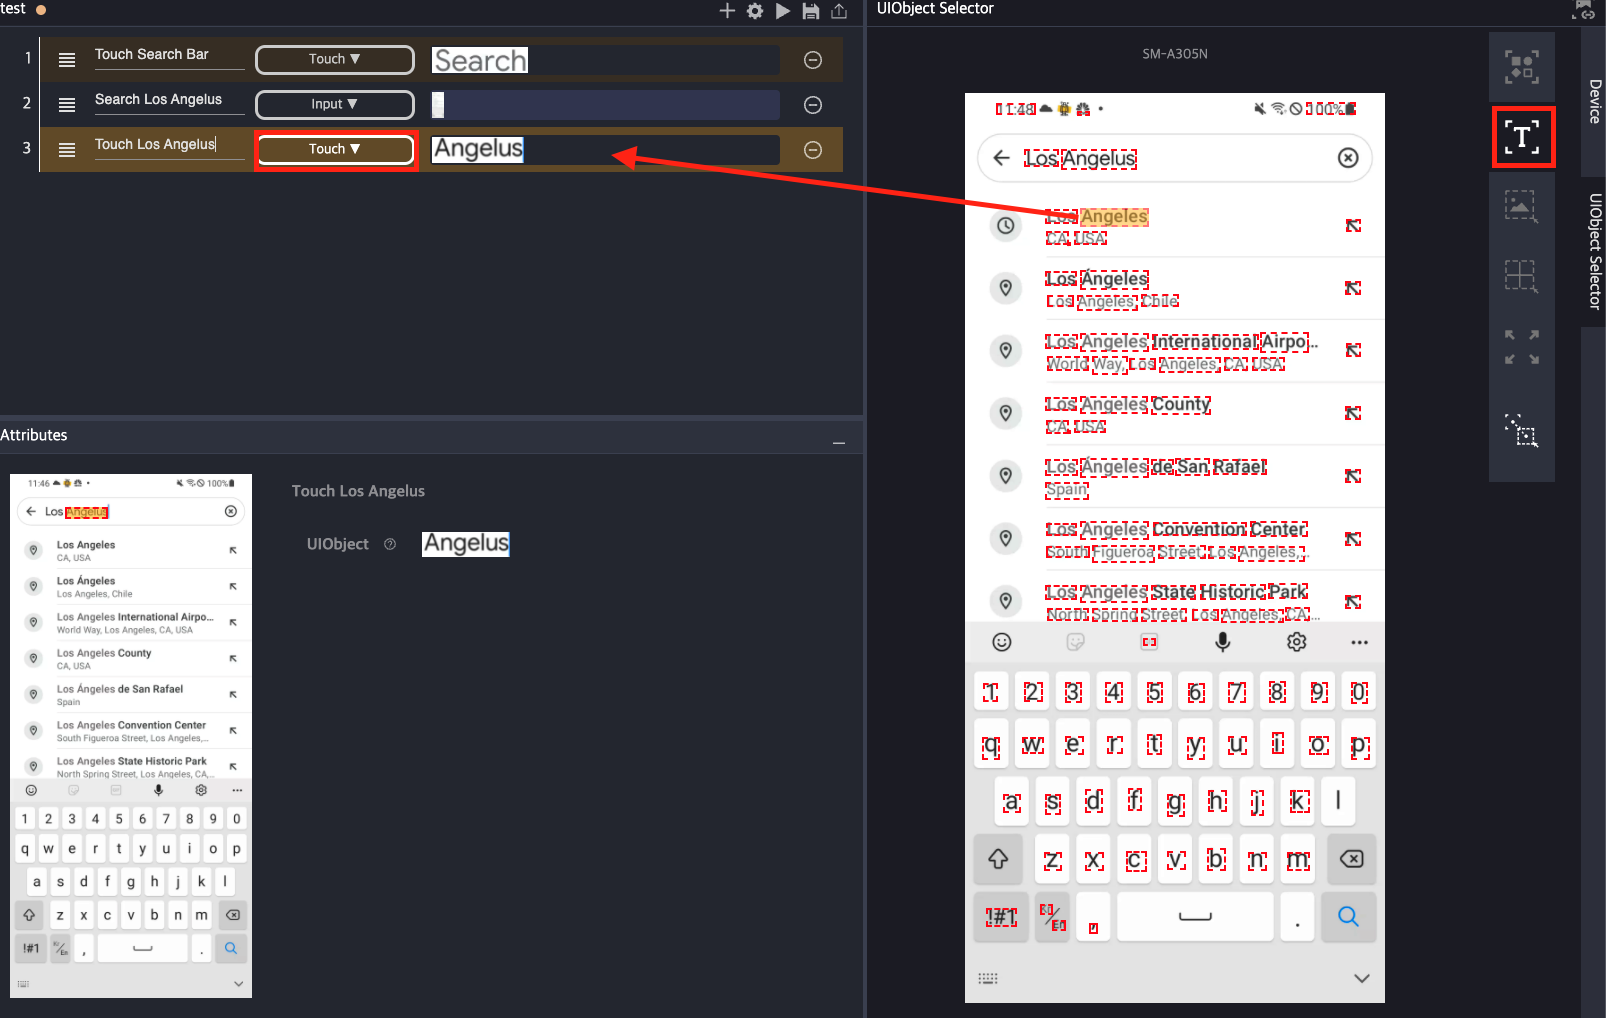 test
1 Touch Search Bar Touch ▼ Search
2 Search Los Angelus Input ▼
3 Touch Los Angelus Touch ▼ Angelus
Attributes
11:46 100%
Los Angelus
Los Angeles
CA, USA
Los Ángeles
Los Angeles, Chile
Los Angeles International Airpo...
World Way, Los Angeles, CA, USA
Los Angeles County
CA, USA
Los Ángeles de San Rafael
Spain
Los Angeles Convention Center
South Figueroa Street, Los Angeles,...
Los Angeles State Historic Park
North Spring Street, Los Angeles, CA,...
1 2 3 4 5 6 7 8 9 0
q w e r t y u i o p
a s d f g h j k l
z x c v b n m
!#1 , .
Touch Los Angelus
UIObject Angelus
UIObject Selector
SM-A305N
11:48 100%
Los Angelus
Los Angeles
CA, USA
Los Ángeles
Los Angeles, Chile
Los Angeles International Airpo...
World Way, Los Angeles, CA, USA
Los Angeles County
CA, USA
Los Ángeles de San Rafael
Spain
Los Angeles Convention Center
South Figueroa Street, Los Angeles,...
Los Angeles State Historic Park
North Spring Street, Los Angeles, CA,...
1 2 3 4 5 6 7 8 9 0
q w e r t y u i o p
a s d f g h j k l
z x c v b n m
!#1 , .
T
Device
UIObject Selector